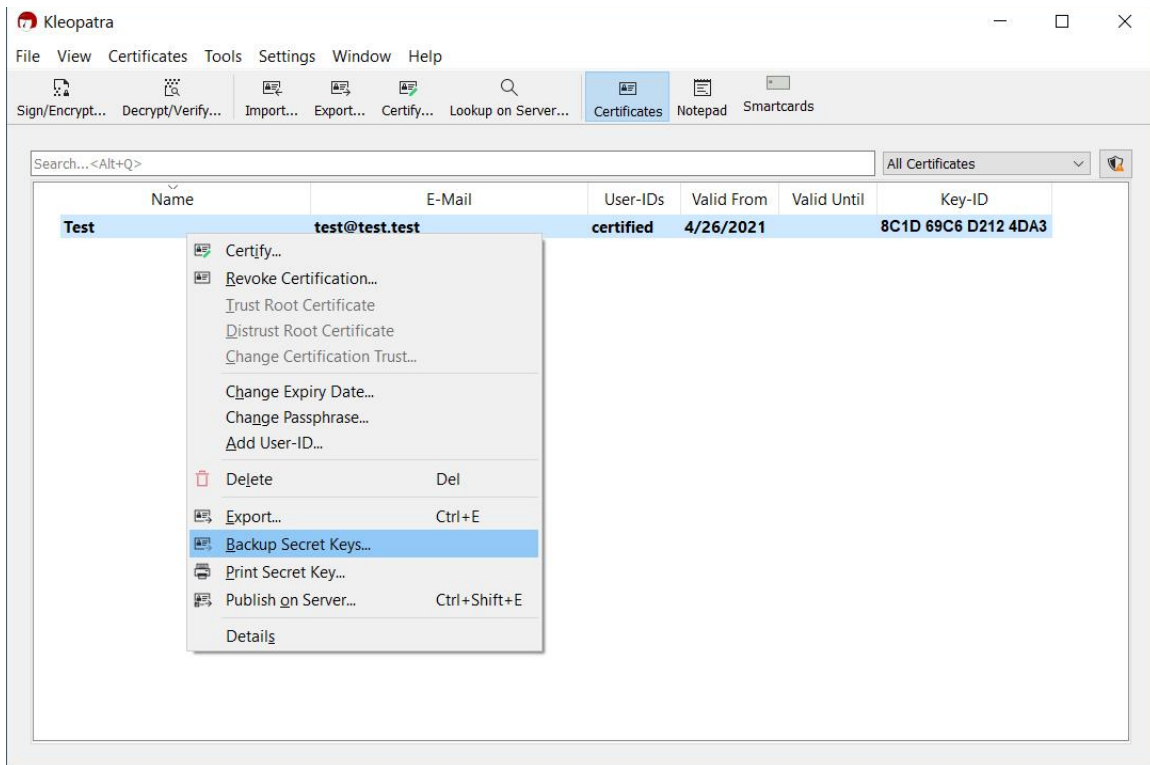 Kleopatra
File View Certificates Tools Settings Window Help
Sign/Encrypt... Decrypt/Verify... Import... Export... Certify... Lookup on Server... Certificates Notepad Smartcards
Search...<Alt+Q> All Certificates
Name E-Mail User-IDs Valid From Valid Until Key-ID
Test test@test.test certified 4/26/2021 8C1D 69C6 D212 4DA3
Certify...
Revoke Certification...
Trust Root Certificate
Distrust Root Certificate
Change Certification Trust...
Change Expiry Date...
Change Passphrase...
Add User-ID...
Delete Del
Export... Ctrl+E
Backup Secret Keys...
Print Secret Key...
Publish on Server... Ctrl+Shift+E
Details